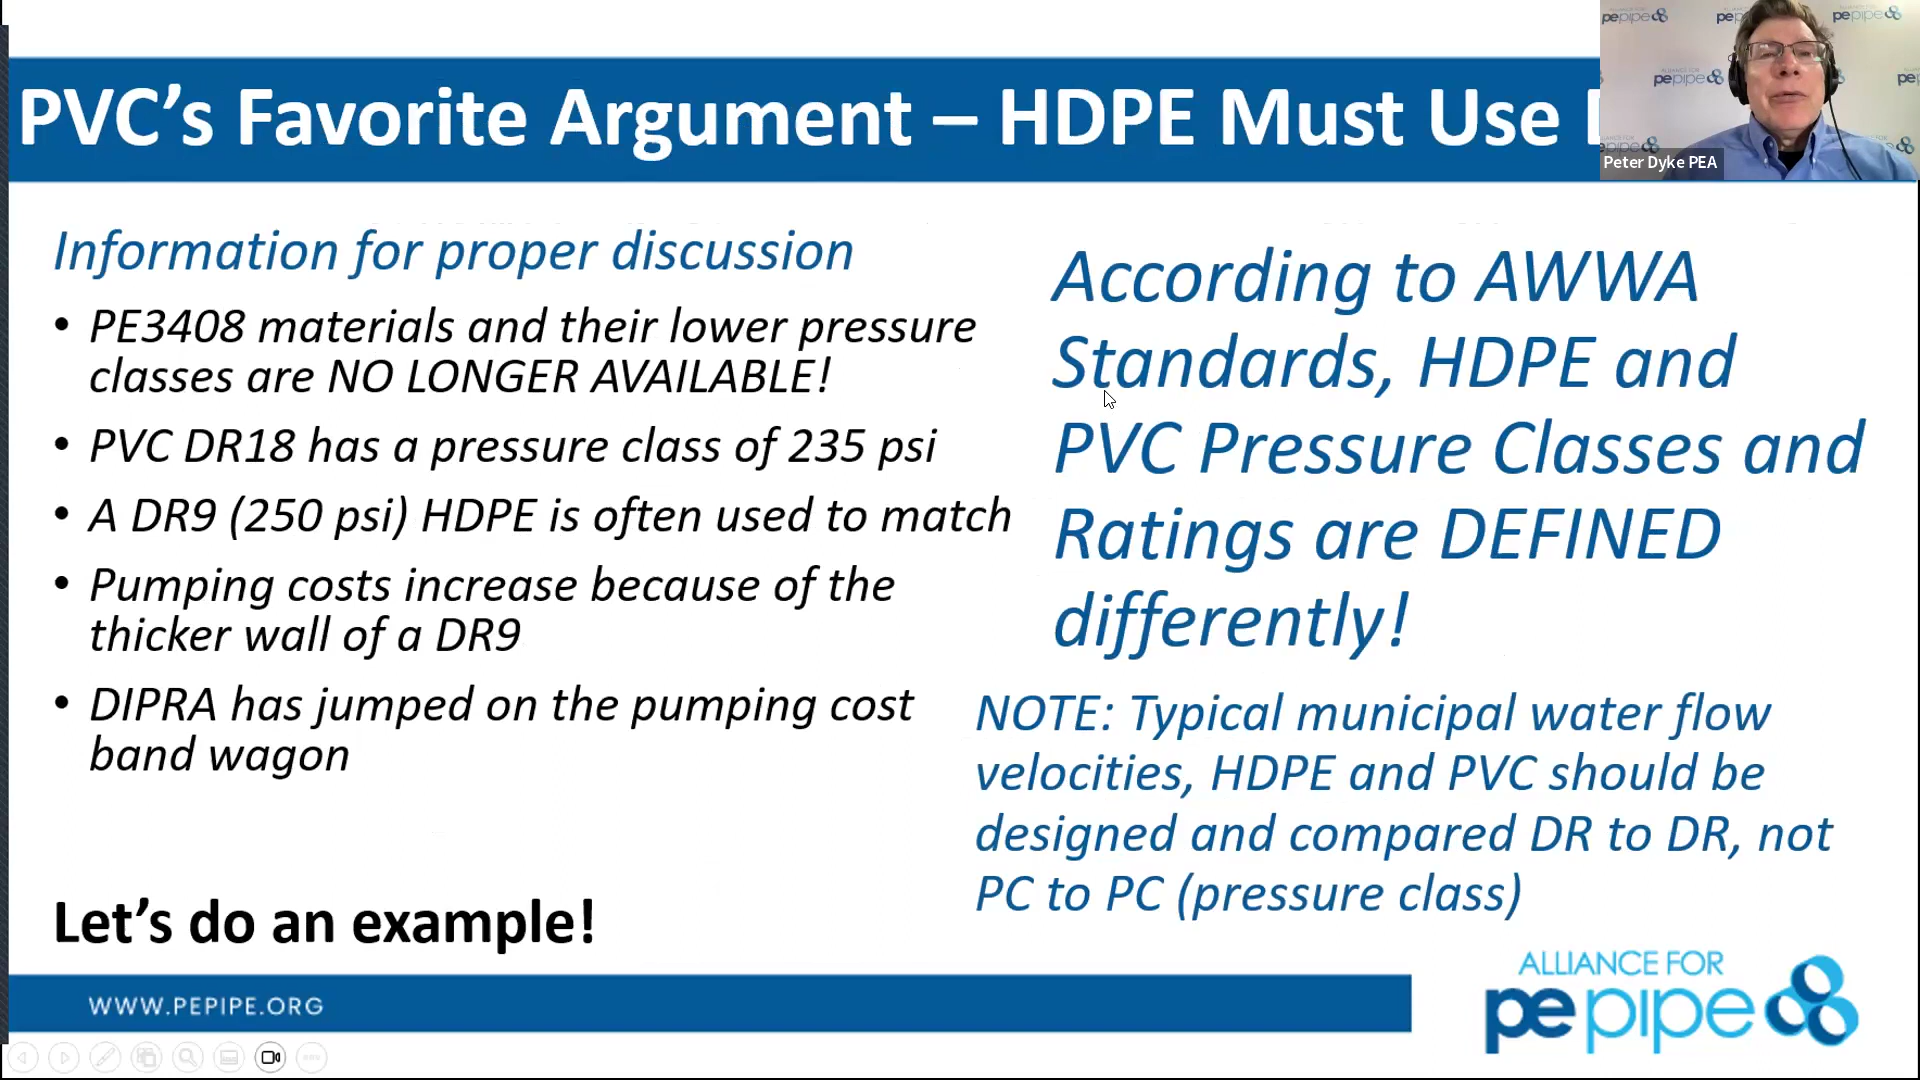 PVC’s Favorite Argument – HDPE Must Use
Peter Dyke PEA
Information for proper discussion
• PE3408 materials and their lower pressure
classes are NO LONGER AVAILABLE!
• PVC DR18 has a pressure class of 235 psi
• A DR9 (250 psi) HDPE is often used to match
• Pumping costs increase because of the
thicker wall of a DR9
• DIPRA has jumped on the pumping cost
band wagon
Let’s do an example!
According to AWWA
Standards, HDPE and
PVC Pressure Classes and
Ratings are DEFINED
differently!
NOTE: Typical municipal water flow
velocities, HDPE and PVC should be
designed and compared DR to DR, not
PC to PC (pressure class)
WWW.PEPIPE.ORG
ALLIANCE FOR
pepipe